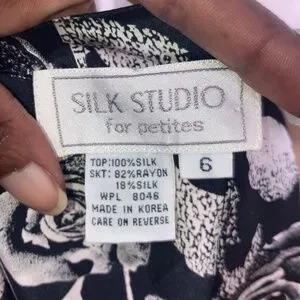 SILK STUDIO
for petites
6
TOP:100%SILK
SKT: 82%RAYON
18%SILK
WPL 8046
MADE IN KOREA
CARE ON REVERSE